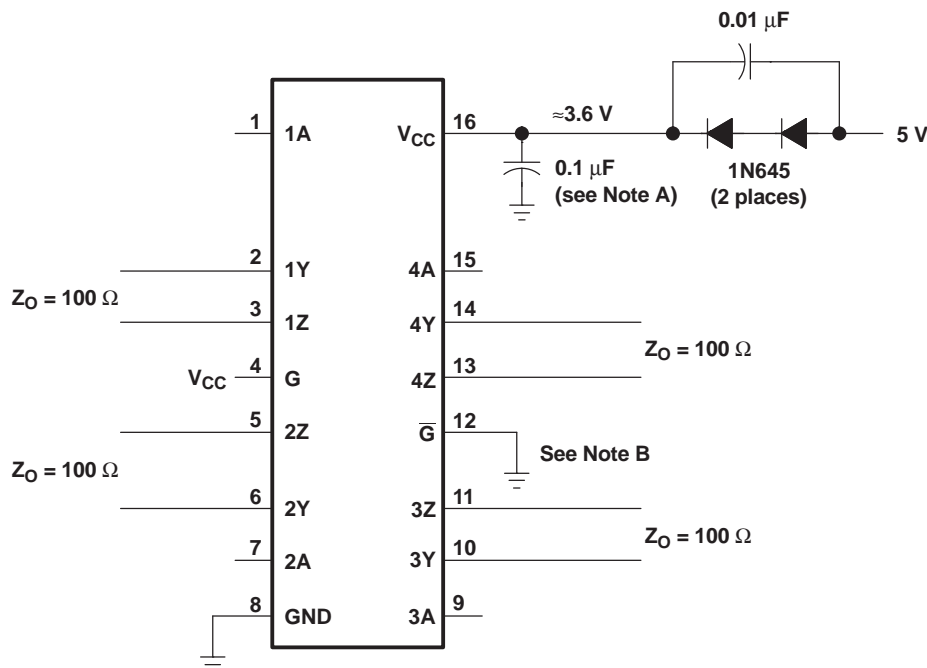 0.01 μF
1
1A
VCC
16
≈3.6 V
5 V
0.1 μF
(see Note A)
1N645
(2 places)
2
1Y
4A
15
ZO = 100 Ω
3
1Z
4Y
14
ZO = 100 Ω
VCC
4
G
4Z
13
5
2Z
G̅
12
See Note B
ZO = 100 Ω
6
2Y
3Z
11
ZO = 100 Ω
7
2A
3Y
10
8
GND
3A
9